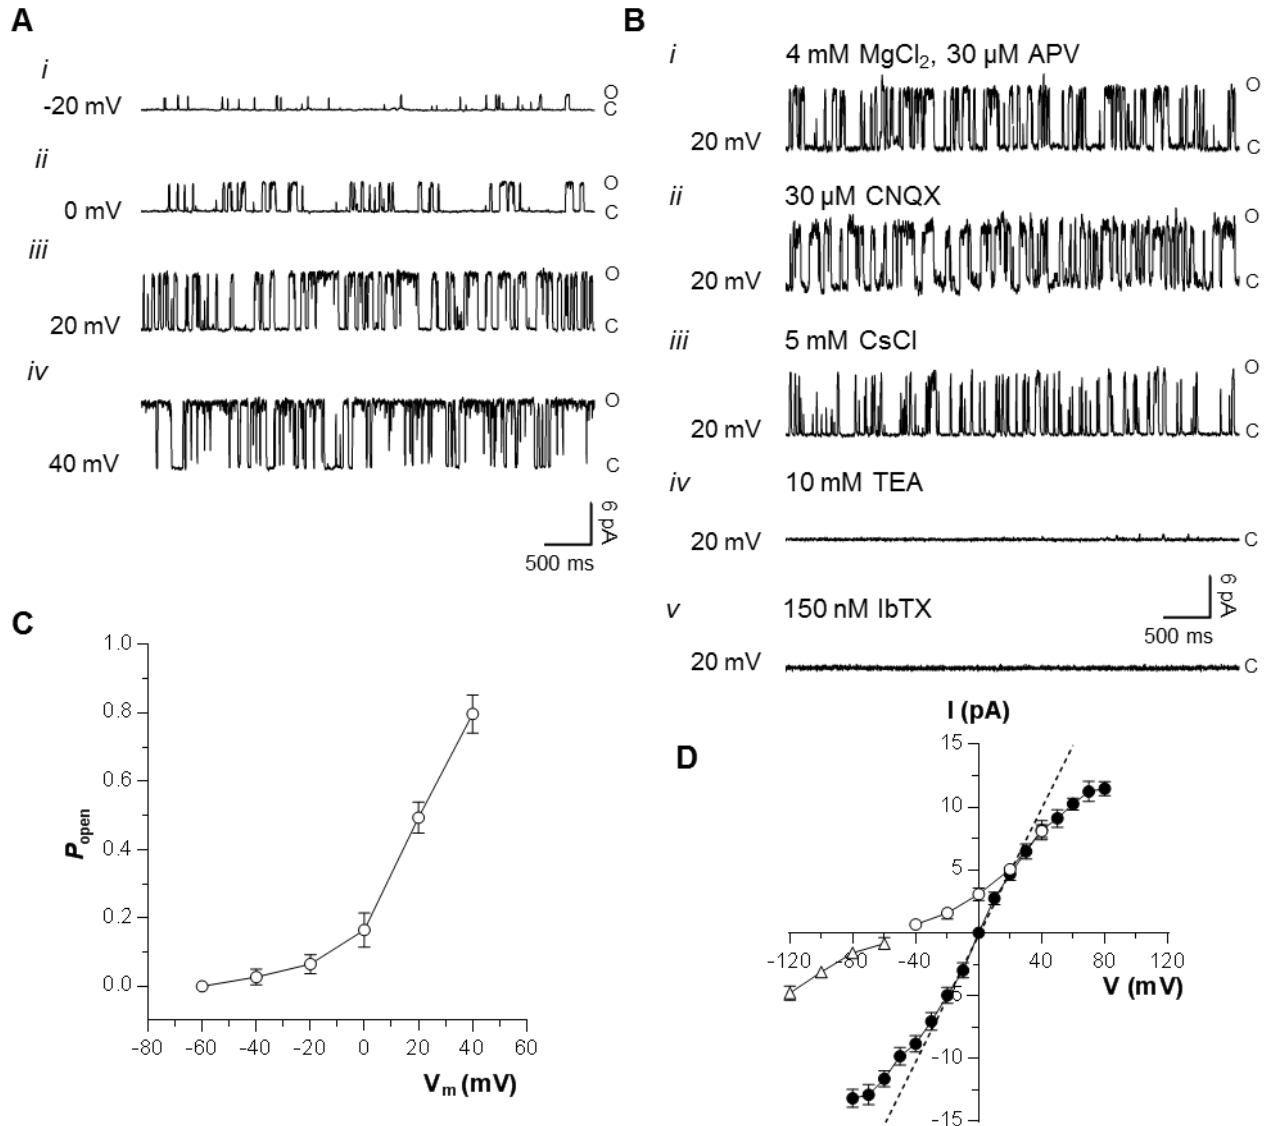 A
i
-20 mV
O
C
ii
0 mV
O
C
iii
20 mV
O
C
iv
40 mV
O
C
6 pA
500 ms
B
i 4 mM MgCl₂, 30 µM APV
20 mV
O
C
ii 30 µM CNQX
20 mV
O
C
iii 5 mM CsCl
20 mV
O
C
iv 10 mM TEA
20 mV
C
v 150 nM IbTX
20 mV
C
6 pA
500 ms
C
1.0
0.8
0.6
0.4
0.2
0.0
Popen
-80 -60 -40 -20 0 20 40 60
Vm (mV)
D
I (pA)
15
10
5
-120 -80 -40 40 80 120
V (mV)
-5
-10
-15